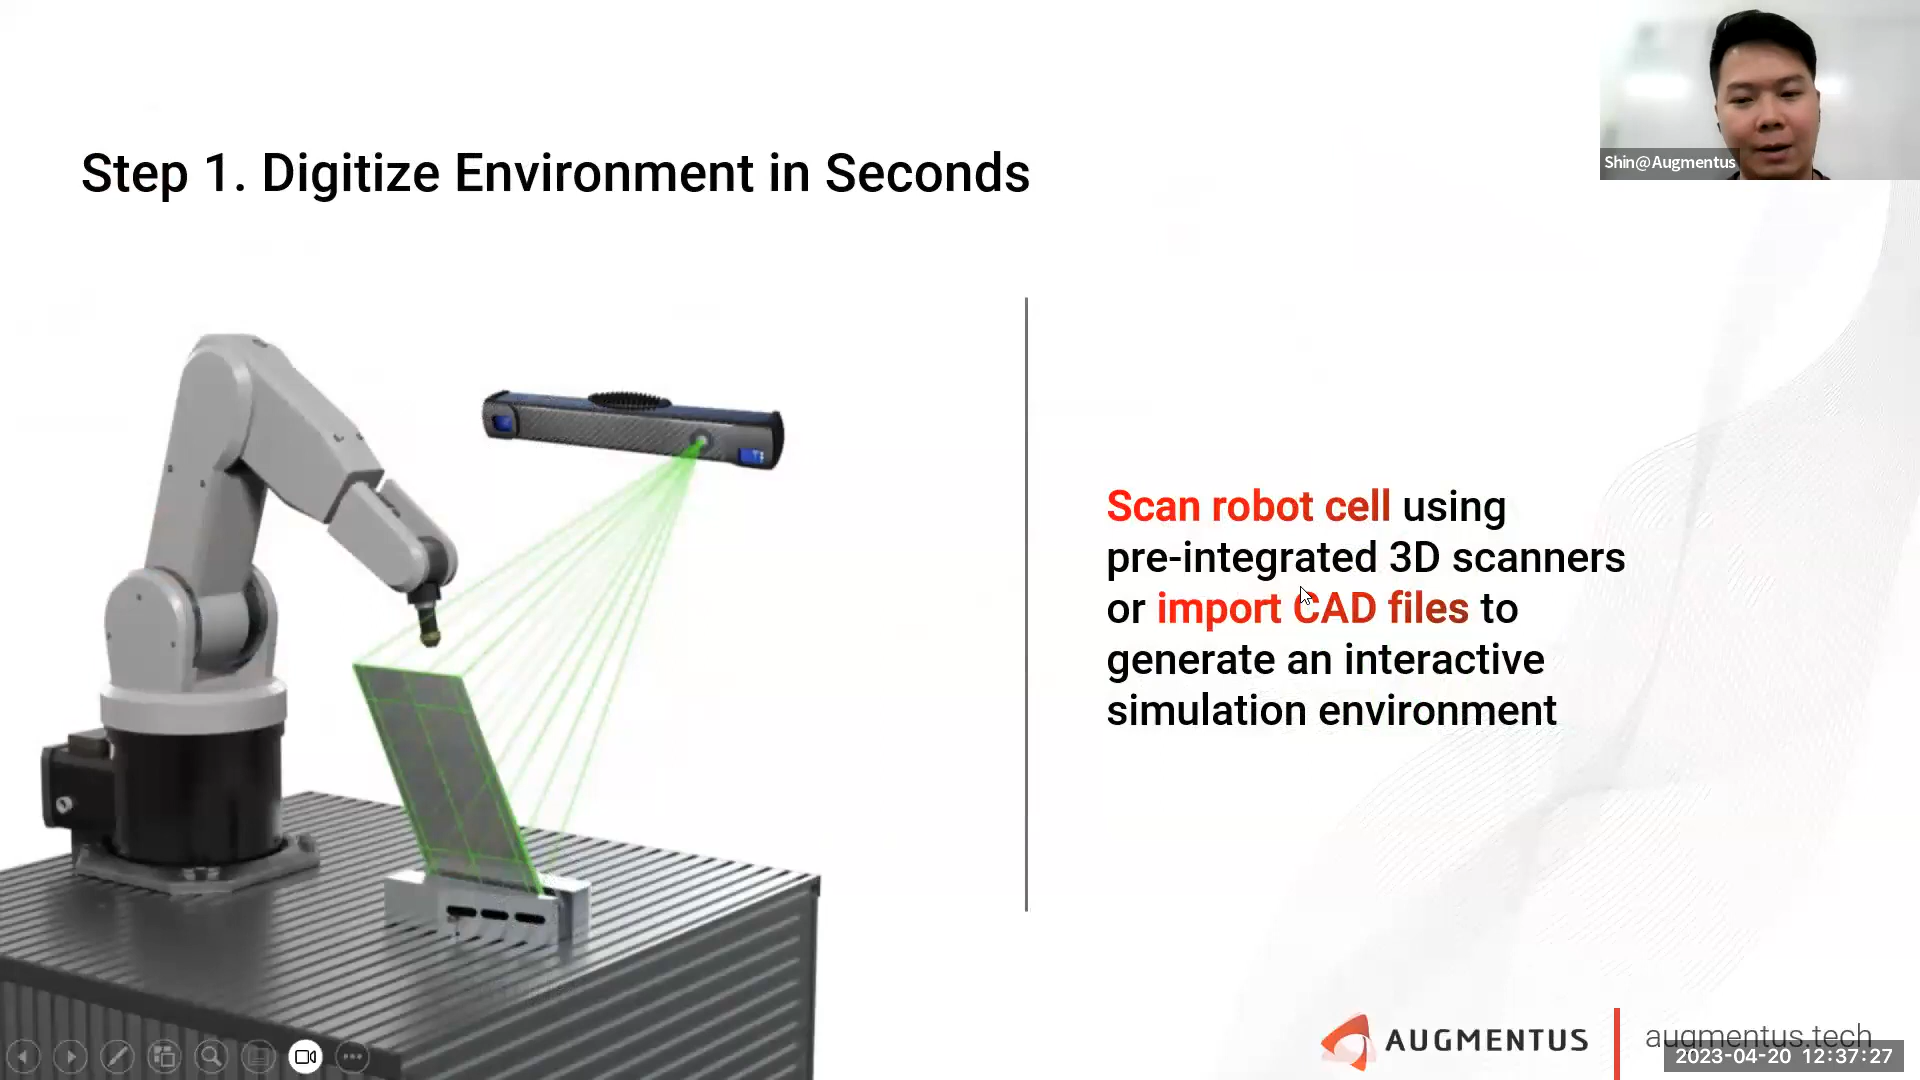 Shin@Augmentus
Step 1. Digitize Environment in Seconds
Scan robot cell using
pre-integrated 3D scanners
or import CAD files to
generate an interactive
simulation environment
AUGMENTUS
augmentus.tech
2023-04-20 12:37:27